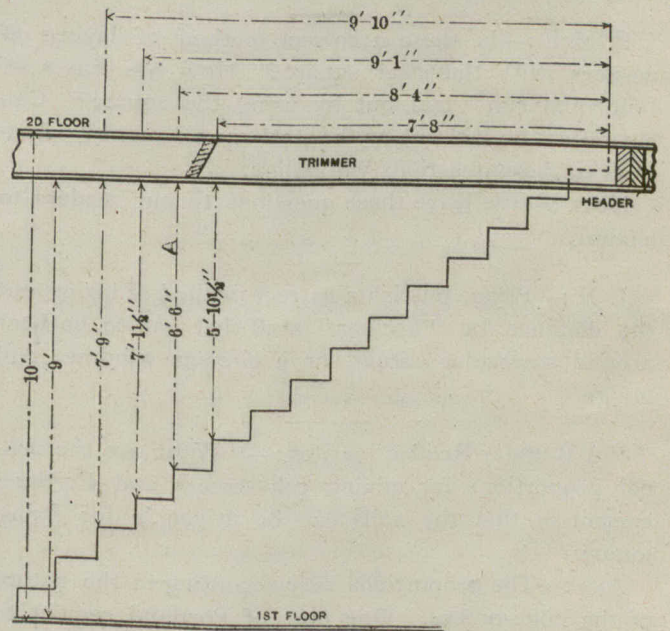 9'-10"
9'-1"
8'-4"
7'-8"
2D FLOOR
TRIMMER
HEADER
A
10'
9'
7'-9"
7'-1½"
6'-6"
5'-10½"
1ST FLOOR